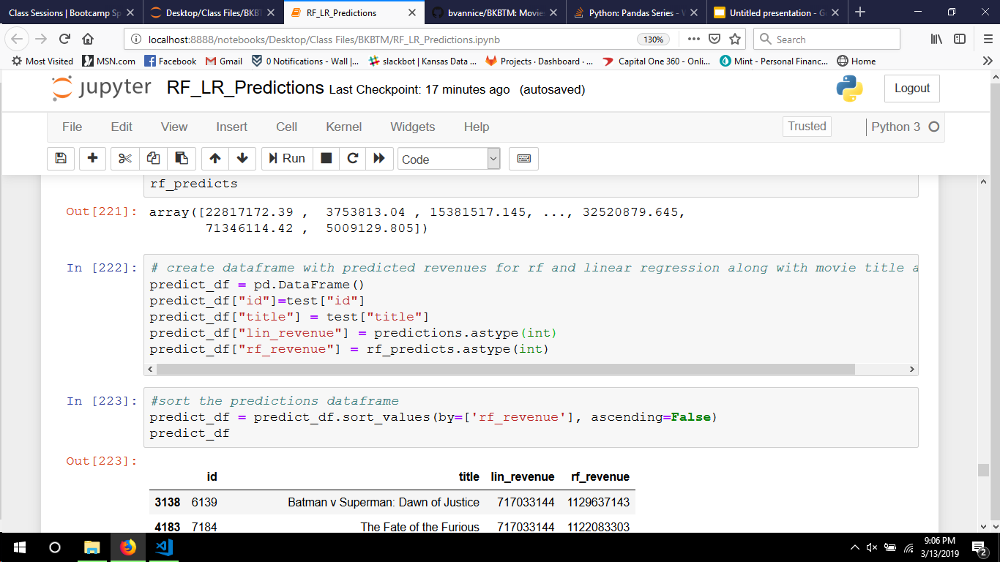 Class Sessions | Bootcamp Sp
Desktop/Class Files/BKBT
RF_LR_Predictions
bvannice/BKBTM: Movie
Python: Pandas Series - W
Untitled presentation - G
localhost:8888/notebooks/Desktop/Class Files/BKBTM/RF_LR_Predictions.ipynb
130%
Search
Most Visited
MSN.com
Facebook
Gmail
0 Notifications - Wall |...
slackbot | Kansas Data ...
Projects · Dashboard · ...
Capital One 360 - Onli...
Mint - Personal Financ...
Home
jupyter RF_LR_Predictions Last Checkpoint: 17 minutes ago (autosaved)
Logout
File Edit View Insert Cell Kernel Widgets Help
Trusted
Python 3
Run
Code
rf_predicts
Out[221]: array([22817172.39 , 3753813.04 , 15381517.145, ..., 32520879.645,
71346114.42 , 5009129.805])
In [222]: # create dataframe with predicted revenues for rf and linear regression along with movie title a
predict_df = pd.DataFrame()
predict_df["id"]=test["id"]
predict_df["title"] = test["title"]
predict_df["lin_revenue"] = predictions.astype(int)
predict_df["rf_revenue"] = rf_predicts.astype(int)
In [223]: #sort the predictions dataframe
predict_df = predict_df.sort_values(by=['rf_revenue'], ascending=False)
predict_df
Out[223]:
id title lin_revenue rf_revenue
3138 6139 Batman v Superman: Dawn of Justice 717033144 1129637143
4183 7184 The Fate of the Furious 717033144 1122083303
9:06 PM
3/13/2019
2